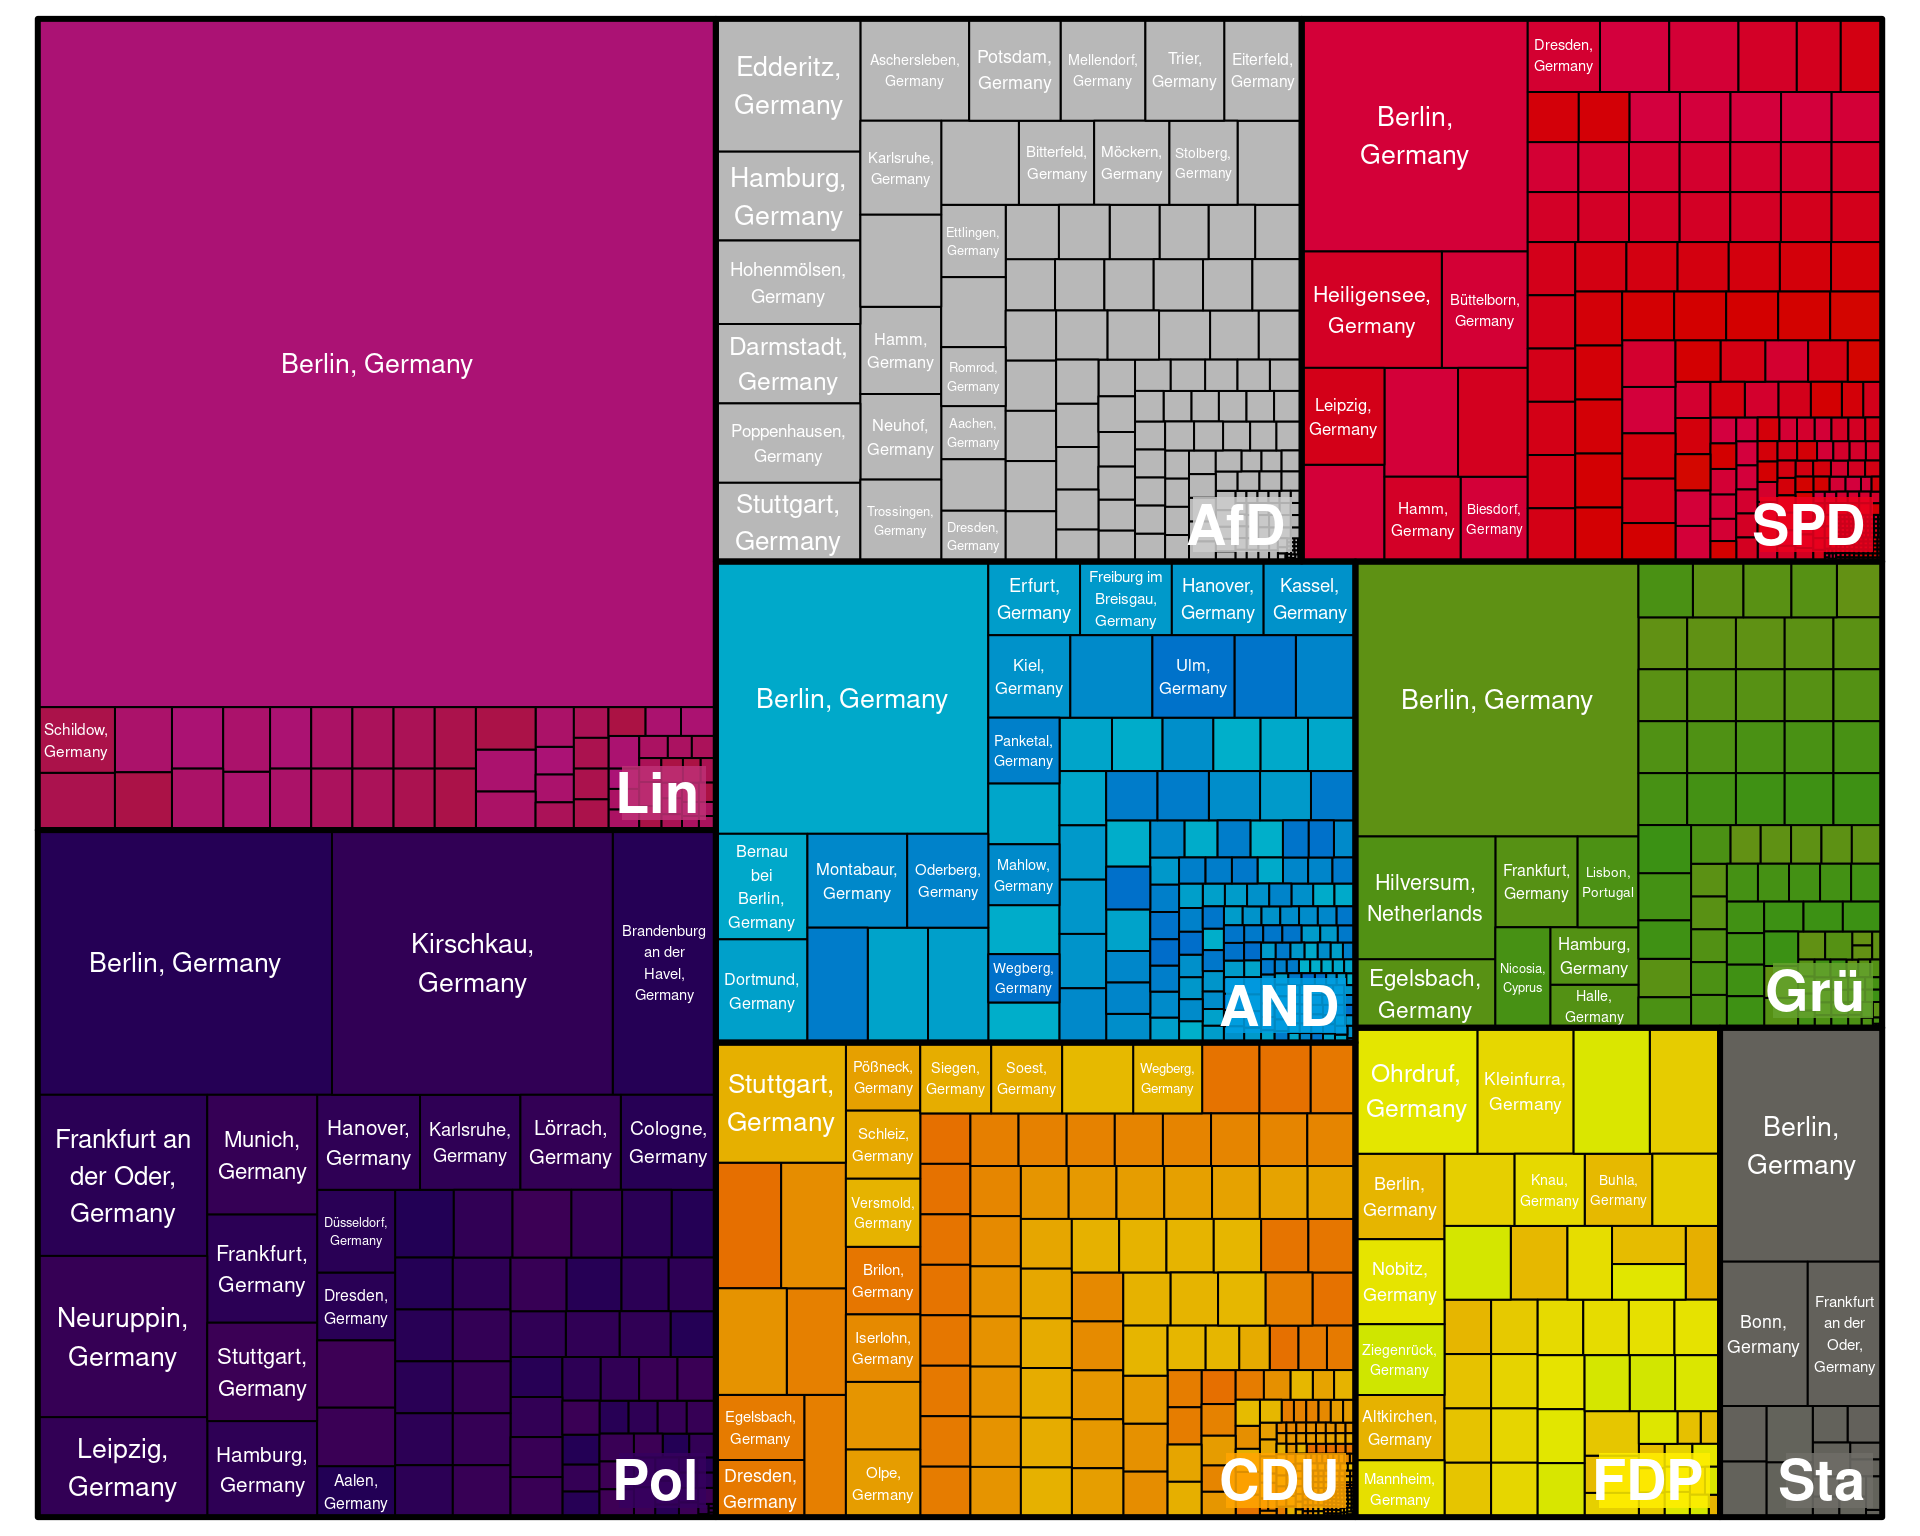 Berlin, Germany
Schildow,
Germany
Lin
Edderitz,
Germany
Hamburg,
Germany
Hohenmölsen,
Germany
Darmstadt,
Germany
Poppenhausen,
Germany
Stuttgart,
Germany
Aschersleben,
Germany
Potsdam,
Germany
Mellendorf,
Germany
Trier,
Germany
Eiterfeld,
Germany
Karlsruhe,
Germany
Bitterfeld,
Germany
Möckern,
Germany
Stolberg,
Germany
Ettlingen,
Germany
Hamm,
Germany
Romrod,
Germany
Neuhof,
Germany
Aachen,
Germany
Trossingen,
Germany
Dresden,
Germany
AfD
Berlin,
Germany
Dresden,
Germany
Heiligensee,
Germany
Büttelborn,
Germany
Leipzig,
Germany
Hamm,
Germany
Biesdorf,
Germany
SPD
Berlin, Germany
Kirschkau,
Germany
Brandenburg
an der
Havel,
Germany
Frankfurt an
der Oder,
Germany
Neuruppin,
Germany
Leipzig,
Germany
Munich,
Germany
Frankfurt,
Germany
Stuttgart,
Germany
Hamburg,
Germany
Hanover,
Germany
Karlsruhe,
Germany
Lörrach,
Germany
Cologne,
Germany
Düsseldorf,
Germany
Dresden,
Germany
Aalen,
Germany
Pol
Berlin, Germany
Erfurt,
Germany
Freiburg im
Breisgau,
Germany
Hanover,
Germany
Kassel,
Germany
Kiel,
Germany
Ulm,
Germany
Panketal,
Germany
Bernau
bei
Berlin,
Germany
Montabaur,
Germany
Oderberg,
Germany
Mahlow,
Germany
Dortmund,
Germany
Wegberg,
Germany
AND
Berlin, Germany
Hilversum,
Netherlands
Frankfurt,
Germany
Lisbon,
Portugal
Egelsbach,
Germany
Nicosia,
Cyprus
Hamburg,
Germany
Halle,
Germany
Grü
Stuttgart,
Germany
Pößneck,
Germany
Siegen,
Germany
Soest,
Germany
Wegberg,
Germany
Schleiz,
Germany
Versmold,
Germany
Brilon,
Germany
Iserlohn,
Germany
Egelsbach,
Germany
Dresden,
Germany
Olpe,
Germany
CDU
Ohrdruf,
Germany
Kleinfurra,
Germany
Berlin,
Germany
Knau,
Germany
Buhla,
Germany
Nobitz,
Germany
Ziegenrück,
Germany
Altkirchen,
Germany
Mannheim,
Germany
FDP
Berlin,
Germany
Bonn,
Germany
Frankfurt
an der
Oder,
Germany
Sta